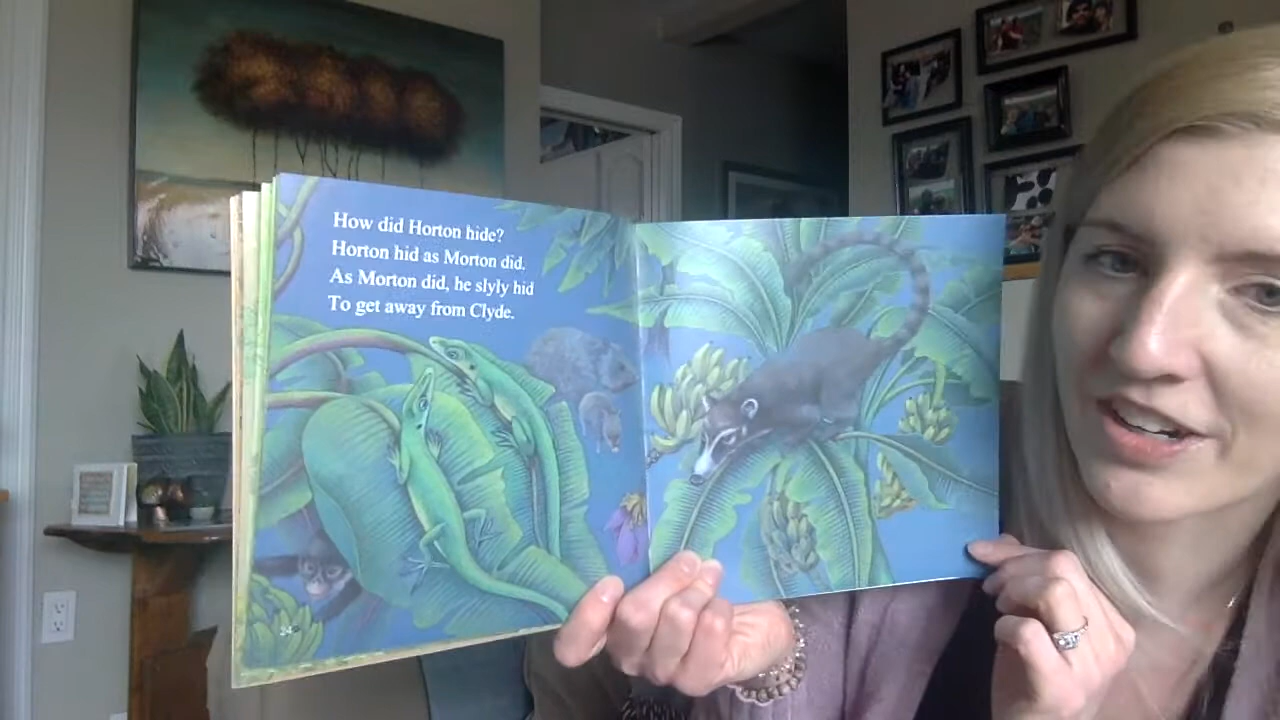 How did Horton hide?
Horton hid as Morton did.
As Morton did, he slyly hid
To get away from Clyde.
24